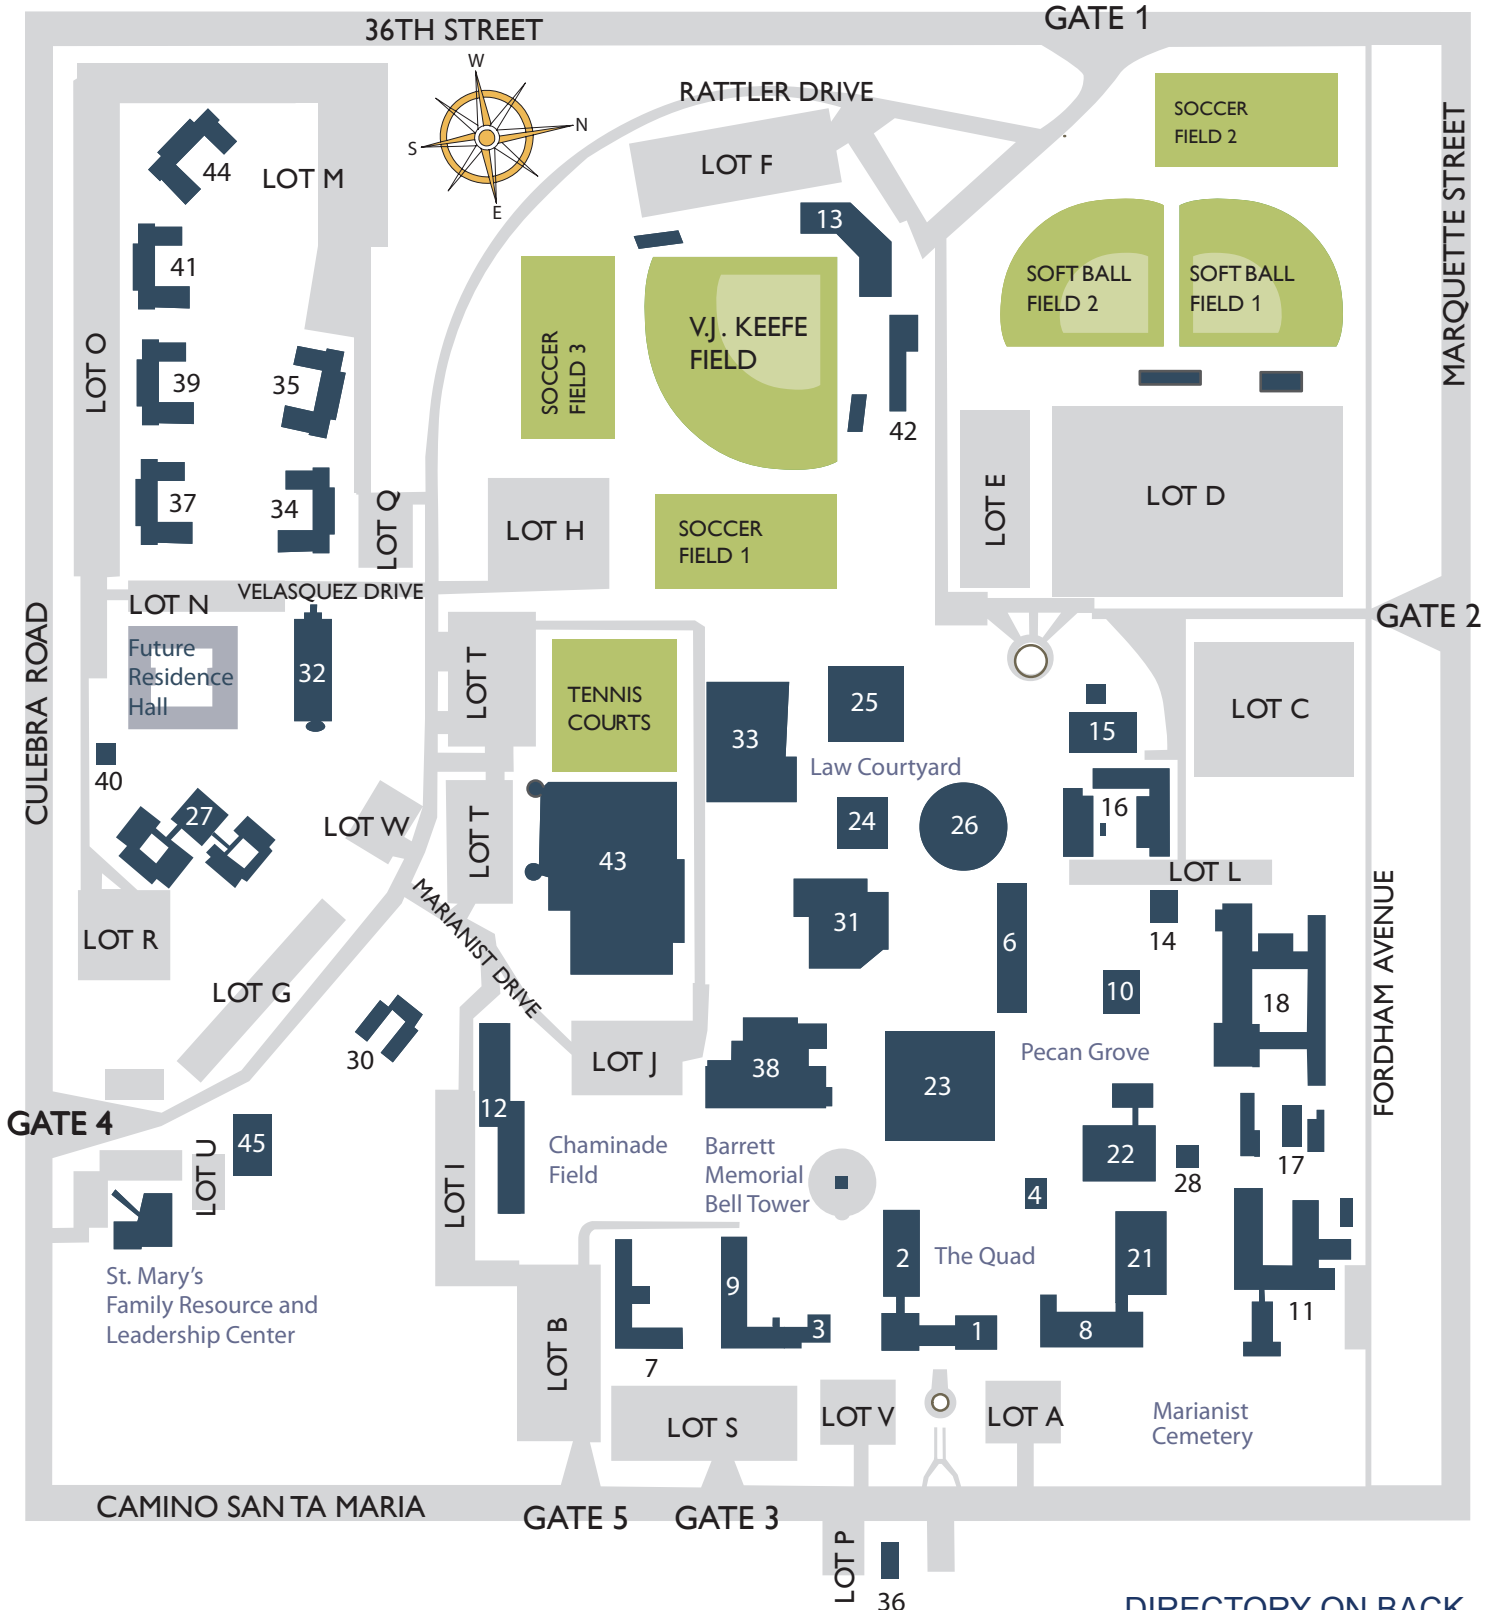 GATE 1
36TH STREET
W
N
S
E
RATTLER DRIVE
SOCCER
FIELD 2
MARQUETTE STREET
LOT F
44
LOT M
13
41
SOFT BALL
FIELD 2
SOFT BALL
FIELD 1
V.J. KEEFE
FIELD
SOCCER
FIELD 3
LOT O
39
35
42
37
34
LOT Q
LOT H
SOCCER
FIELD 1
LOT E
LOT D
VELASQUEZ DRIVE
LOT N
GATE 2
CULEBRA ROAD
Future
Residence
Hall
32
LOT T
TENNIS
COURTS
33
25
15
LOT C
Law Courtyard
40
27
LOT W
LOT T
43
24
26
16
LOT L
MARIANIST DRIVE
31
6
14
FORDHAM AVENUE
LOT R
LOT G
10
18
30
LOT J
38
23
Pecan Grove
12
GATE 4
45
LOT U
LOT I
Chaminade
Field
Barrett
Memorial
Bell Tower
22
28
17
4
St. Mary's
Family Resource and
Leadership Center
2
The Quad
21
9
3
1
8
11
7
LOT B
LOT S
LOT V
LOT A
Marianist
Cemetery
CAMINO SANTA MARIA
GATE 5
GATE 3
LOT P
36
DIRECTORY ON BACK